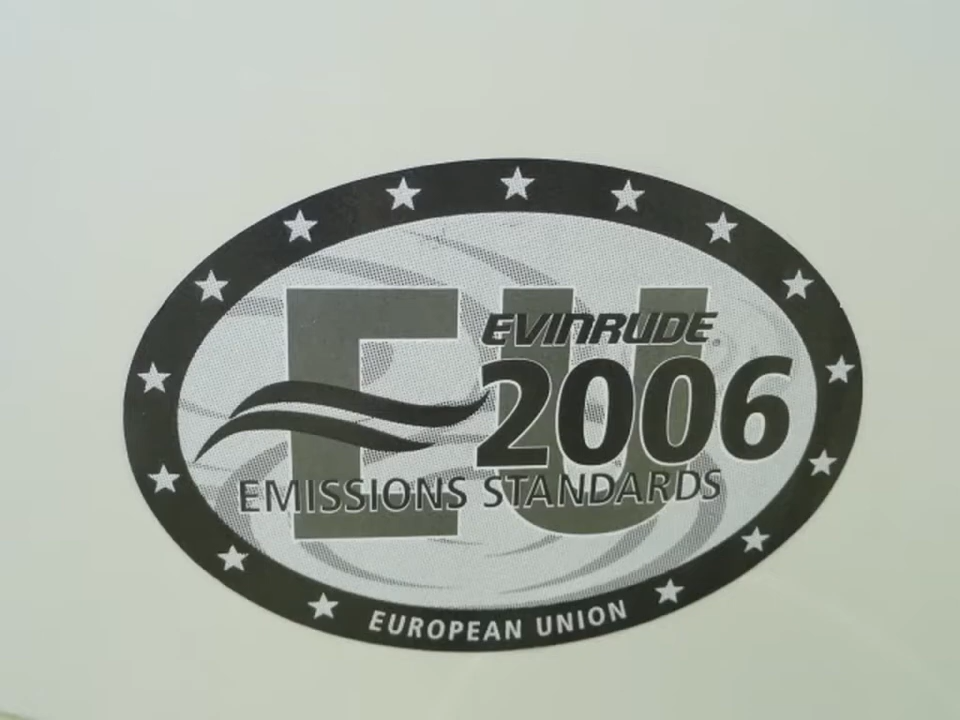 EU
EVINRUDE
2006
EMISSIONS STANDARDS
EUROPEAN UNION